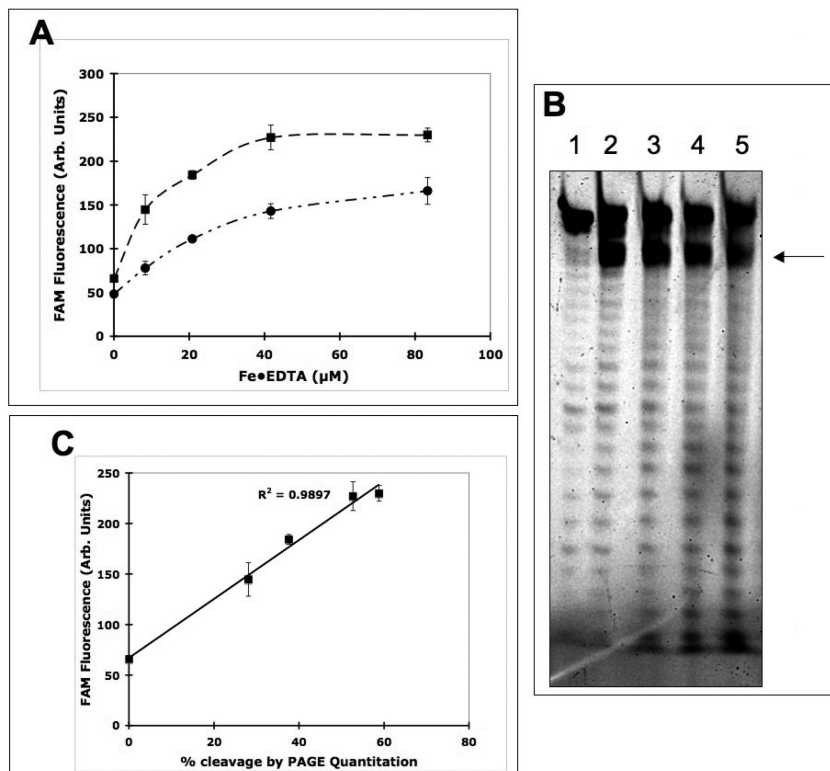 A
FAM Fluorescence (Arb. Units)
300
250
200
150
100
50
0
0 20 40 60 80 100
Fe●EDTA (µM)
B
1 2 3 4 5
C
FAM Fluorescence (Arb. Units)
250
200
150
100
50
0
R² = 0.9897
0 20 40 60 80
% cleavage by PAGE Quantitation